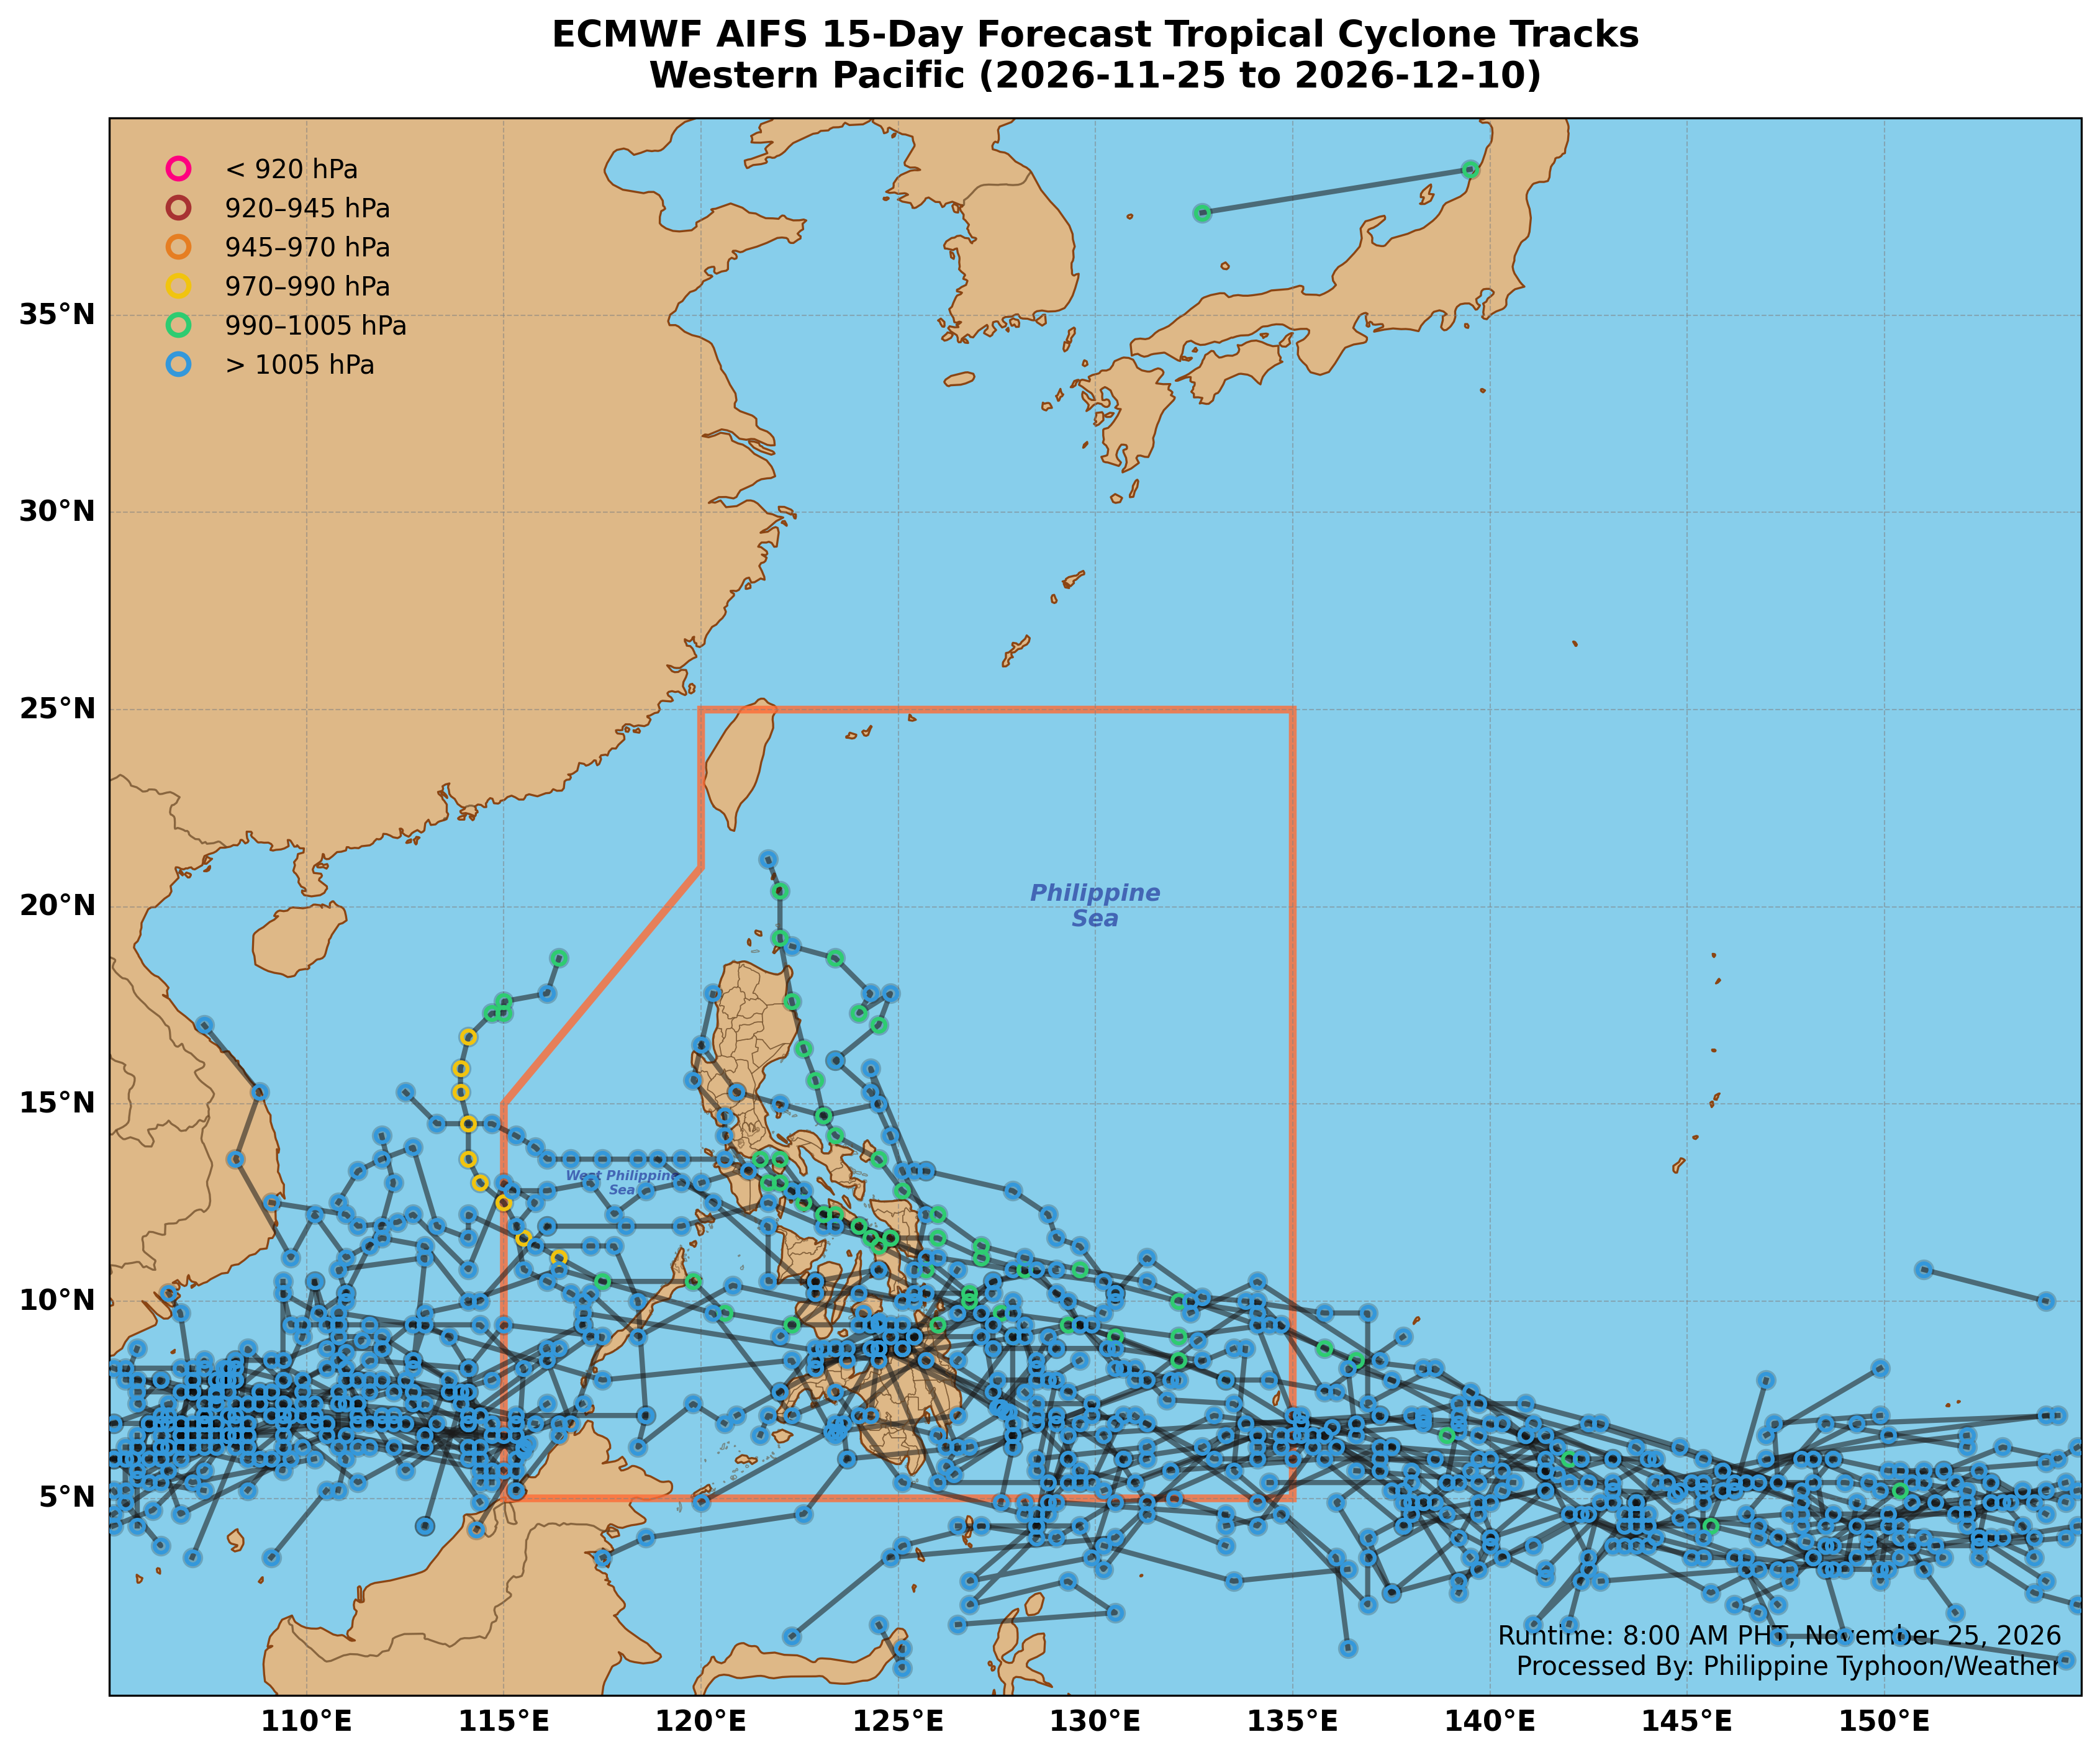 ECMWF AIFS 15-Day Forecast Tropical Cyclone Tracks
Western Pacific (2026-11-25 to 2026-12-10)
< 920 hPa
920–945 hPa
945–970 hPa
970–990 hPa
990–1005 hPa
> 1005 hPa
35°N
30°N
25°N
20°N
15°N
10°N
5°N
Philippine
Sea
West Philippine
Sea
Runtime: 8:00 AM PHT, November 25, 2026
Processed By: Philippine Typhoon/Weather
110°E
115°E
120°E
125°E
130°E
135°E
140°E
145°E
150°E